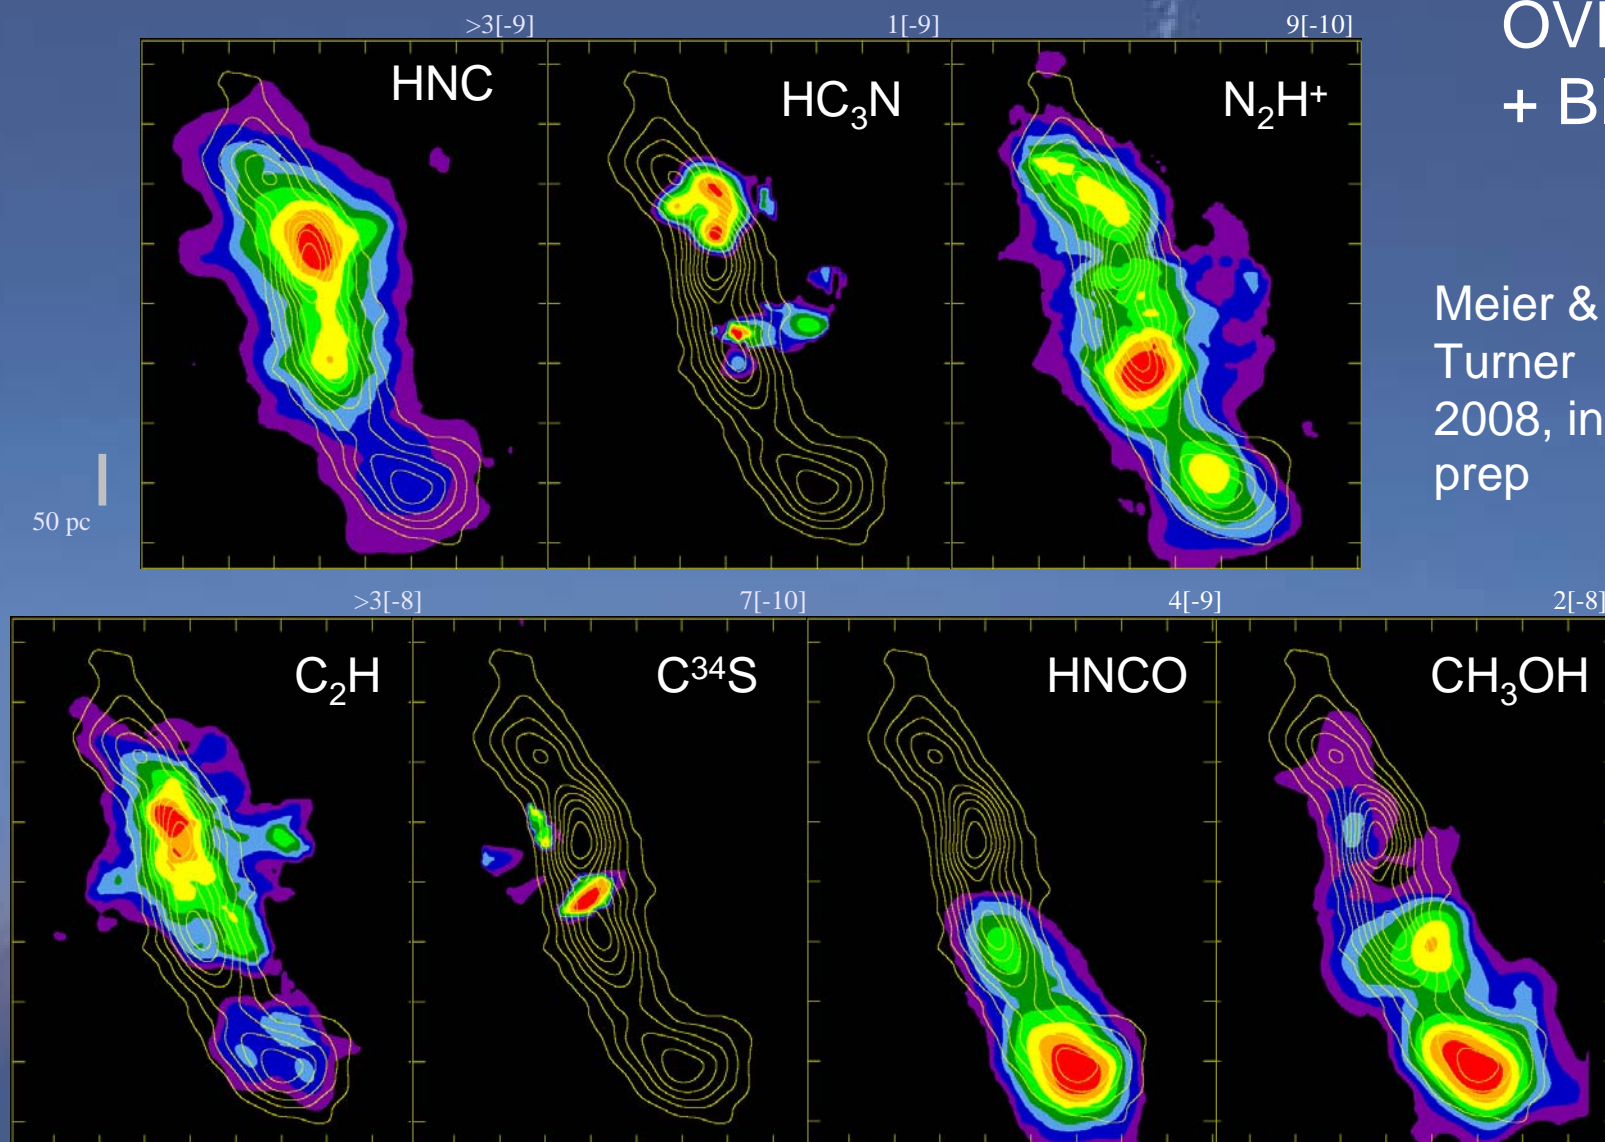 >3[-9]
1[-9]
9[-10]
HNC
HC₃N
N₂H⁺
+
Meier &
Turner
2008, in
prep
50 pc
>3[-8]
7[-10]
4[-9]
2[-8]
C₂H
C³⁴S
HNCO
CH₃OH